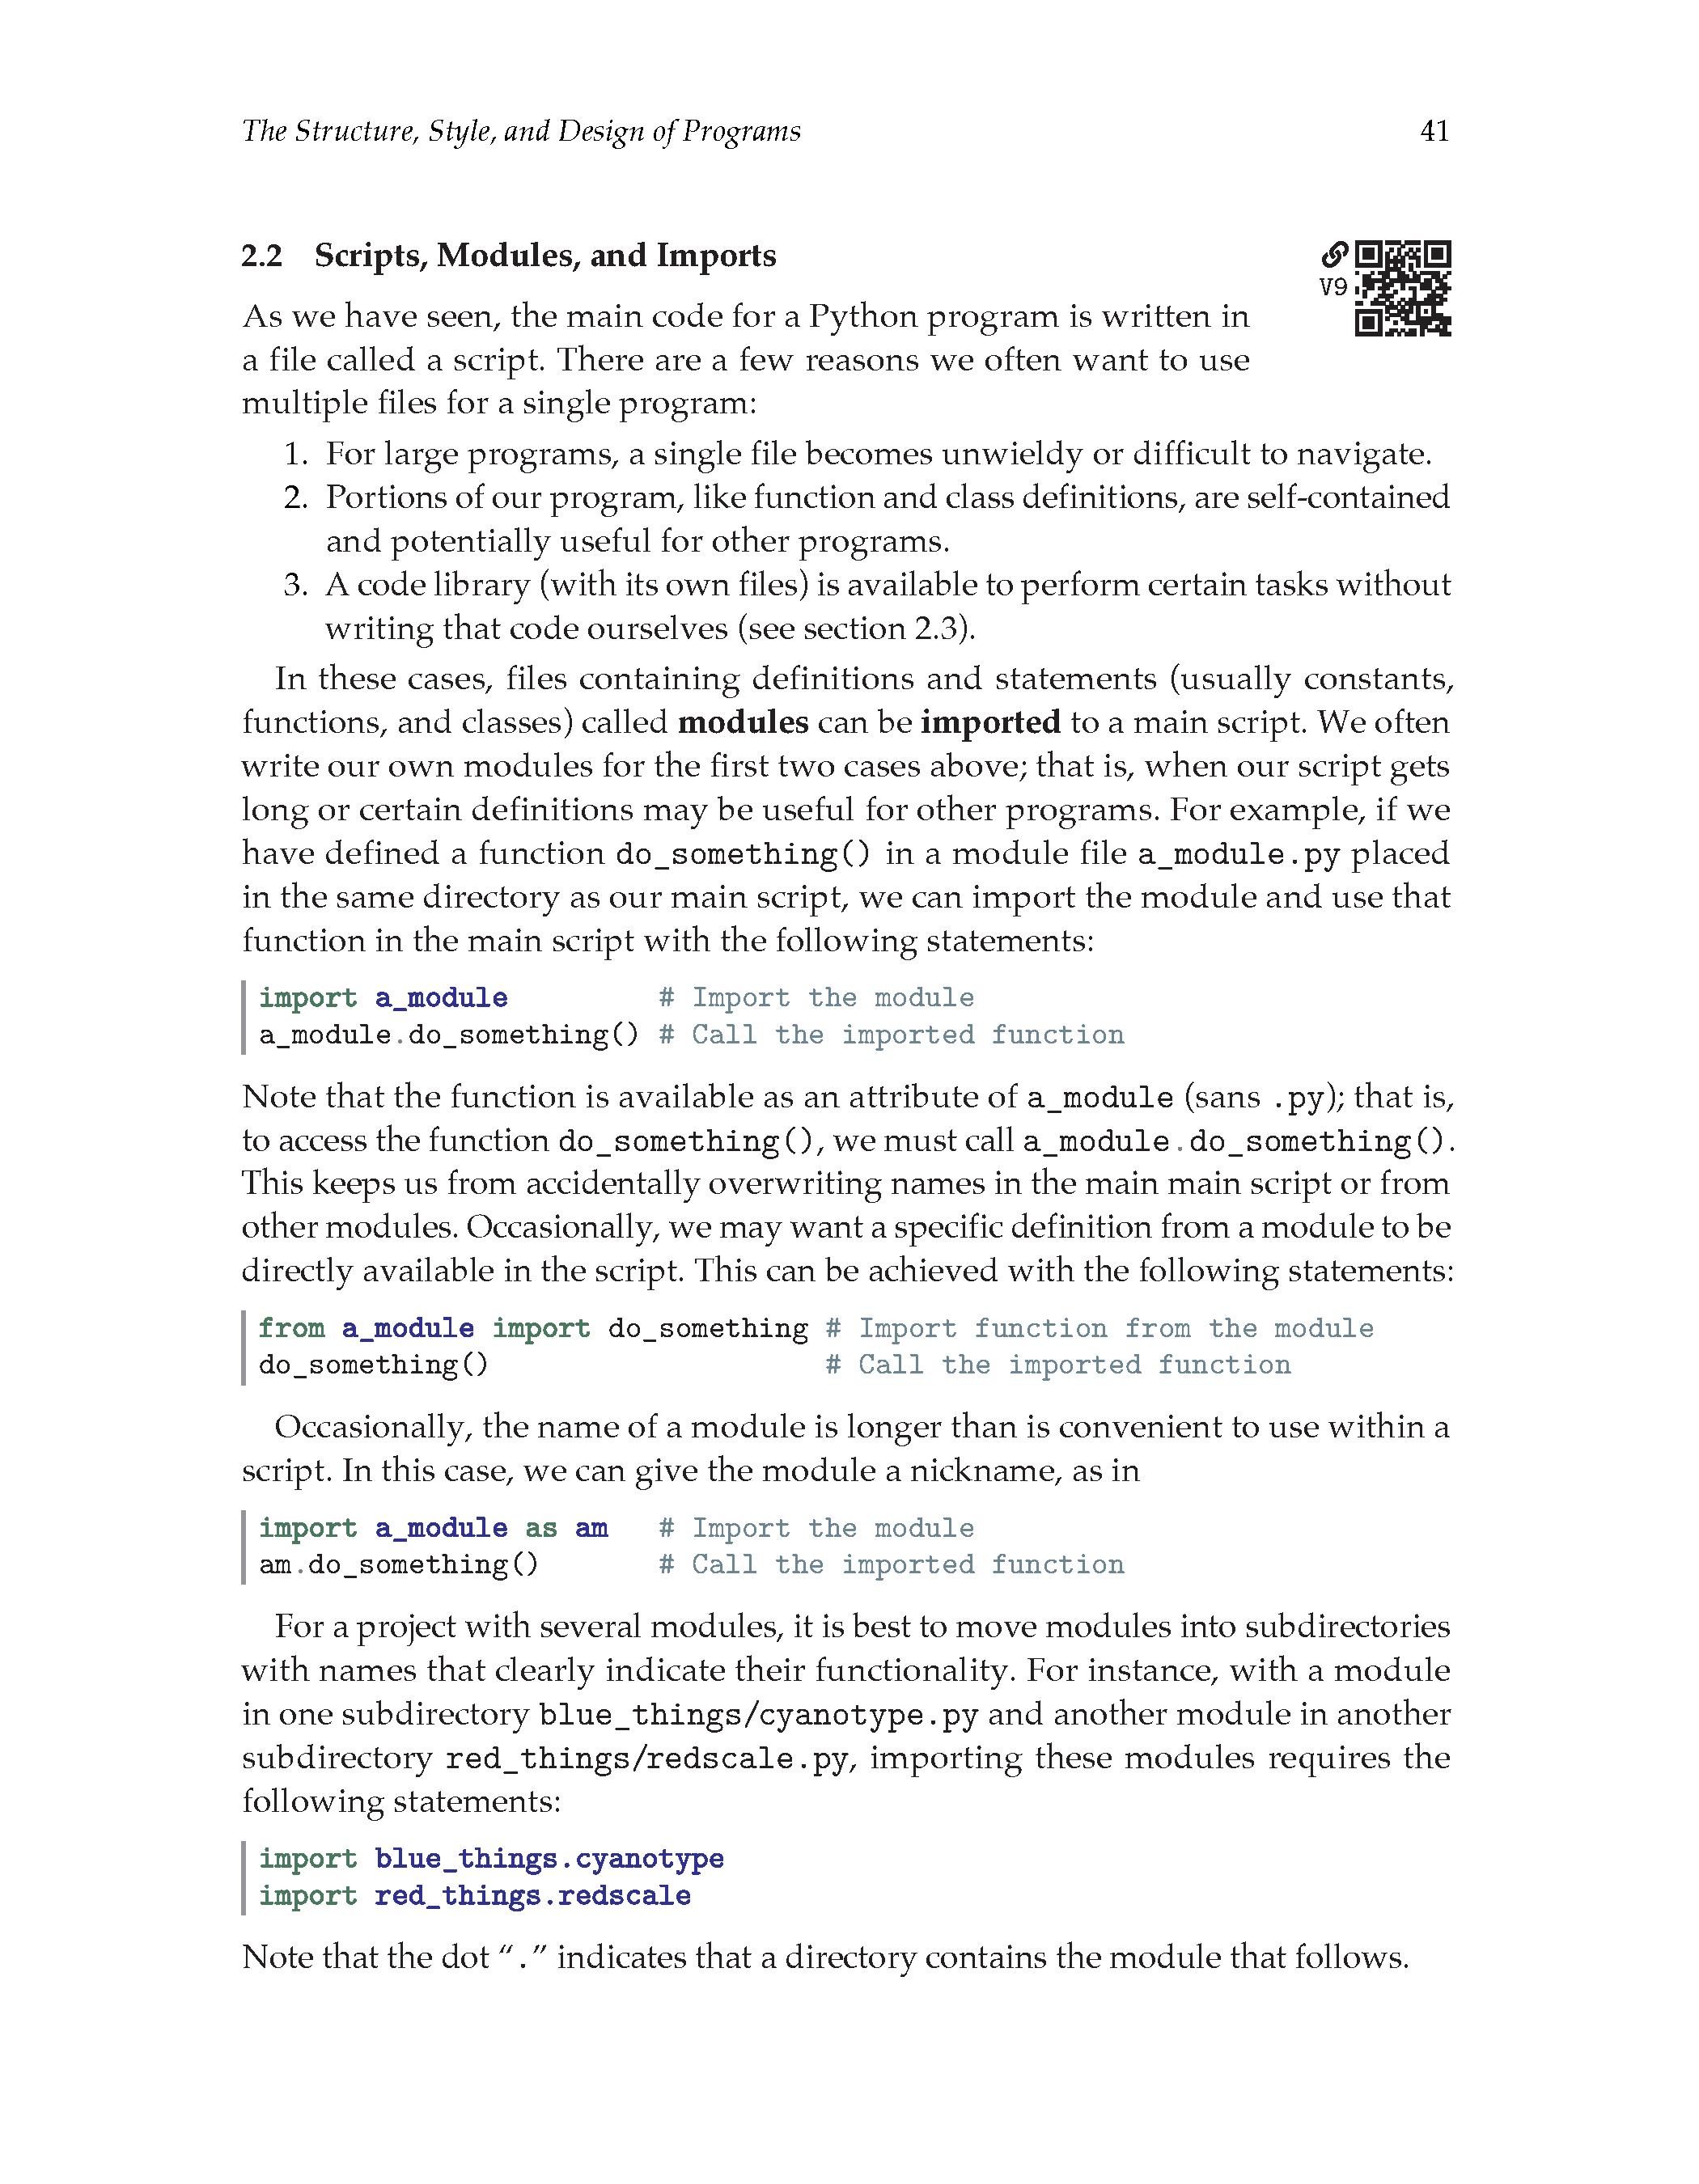 The Structure, Style, and Design of Programs 41
2.2 Scripts, Modules, and Imports
V9
As we have seen, the main code for a Python program is written in
a file called a script. There are a few reasons we often want to use
multiple files for a single program:
1. For large programs, a single file becomes unwieldy or difficult to navigate.
2. Portions of our program, like function and class definitions, are self-contained
and potentially useful for other programs.
3. A code library (with its own files) is available to perform certain tasks without
writing that code ourselves (see section 2.3).
In these cases, files containing definitions and statements (usually constants,
functions, and classes) called modules can be imported to a main script. We often
write our own modules for the first two cases above; that is, when our script gets
long or certain definitions may be useful for other programs. For example, if we
have defined a function do_something() in a module file a_module.py placed
in the same directory as our main script, we can import the module and use that
function in the main script with the following statements:
import a_module # Import the module
a_module.do_something() # Call the imported function
Note that the function is available as an attribute of a_module (sans .py); that is,
to access the function do_something(), we must call a_module.do_something().
This keeps us from accidentally overwriting names in the main main script or from
other modules. Occasionally, we may want a specific definition from a module to be
directly available in the script. This can be achieved with the following statements:
from a_module import do_something # Import function from the module
do_something() # Call the imported function
Occasionally, the name of a module is longer than is convenient to use within a
script. In this case, we can give the module a nickname, as in
import a_module as am # Import the module
am.do_something() # Call the imported function
For a project with several modules, it is best to move modules into subdirectories
with names that clearly indicate their functionality. For instance, with a module
in one subdirectory blue_things/cyanotype.py and another module in another
subdirectory red_things/redscale.py, importing these modules requires the
following statements:
import blue_things.cyanotype
import red_things.redscale
Note that the dot "." indicates that a directory contains the module that follows.